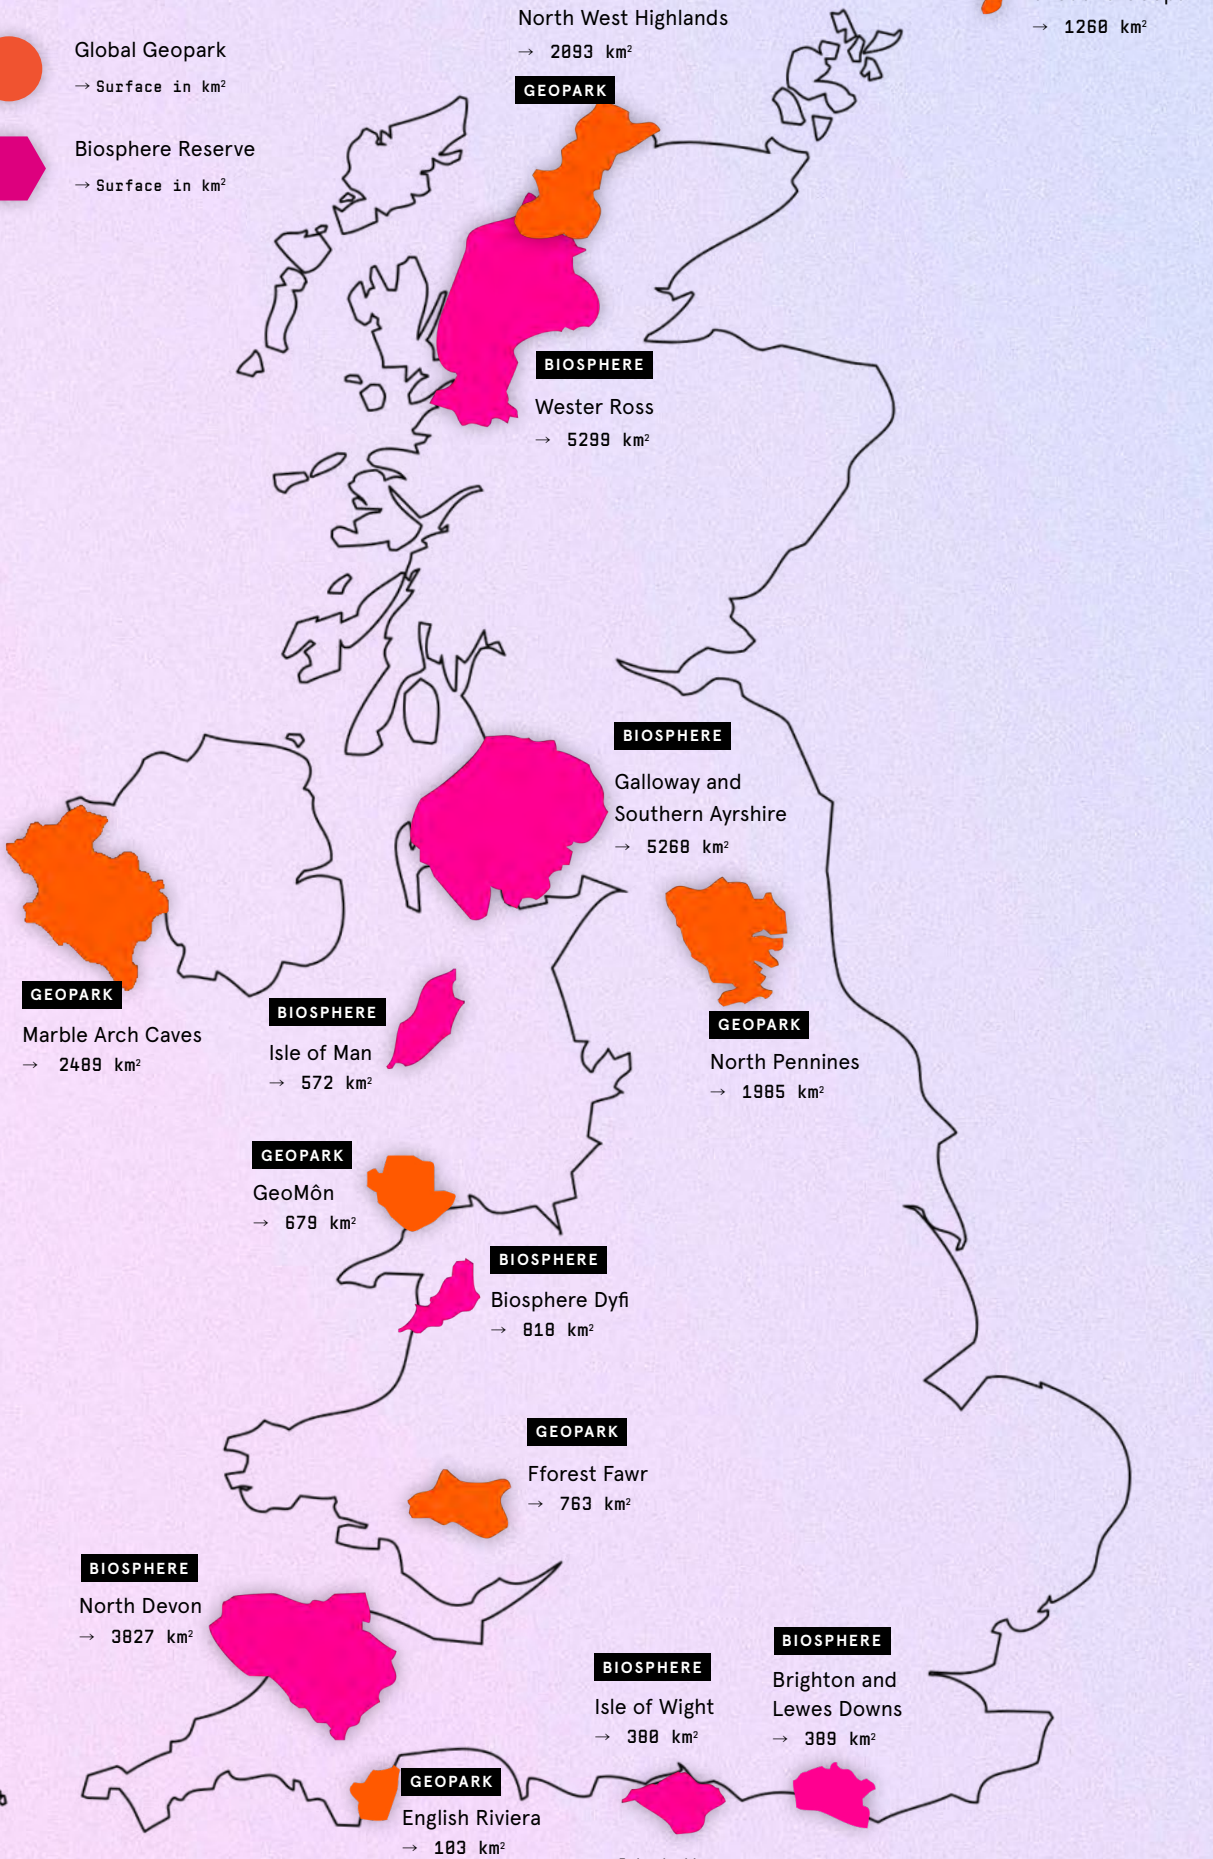 North West Highlands
→ 2093 km²
GEOPARK
→ 1260 km²
Global Geopark
→ Surface in km²
Biosphere Reserve
→ Surface in km²
BIOSPHERE
Wester Ross
→ 5299 km²
BIOSPHERE
Galloway and
Southern Ayrshire
→ 5268 km²
GEOPARK
Marble Arch Caves
→ 2489 km²
BIOSPHERE
Isle of Man
→ 572 km²
GEOPARK
North Pennines
→ 1985 km²
GEOPARK
GeoMôn
→ 679 km²
BIOSPHERE
Biosphere Dyfi
→ 818 km²
GEOPARK
Fforest Fawr
→ 763 km²
BIOSPHERE
North Devon
→ 3827 km²
BIOSPHERE
Isle of Wight
→ 380 km²
BIOSPHERE
Brighton and
Lewes Downs
→ 389 km²
GEOPARK
English Riviera
→ 103 km²